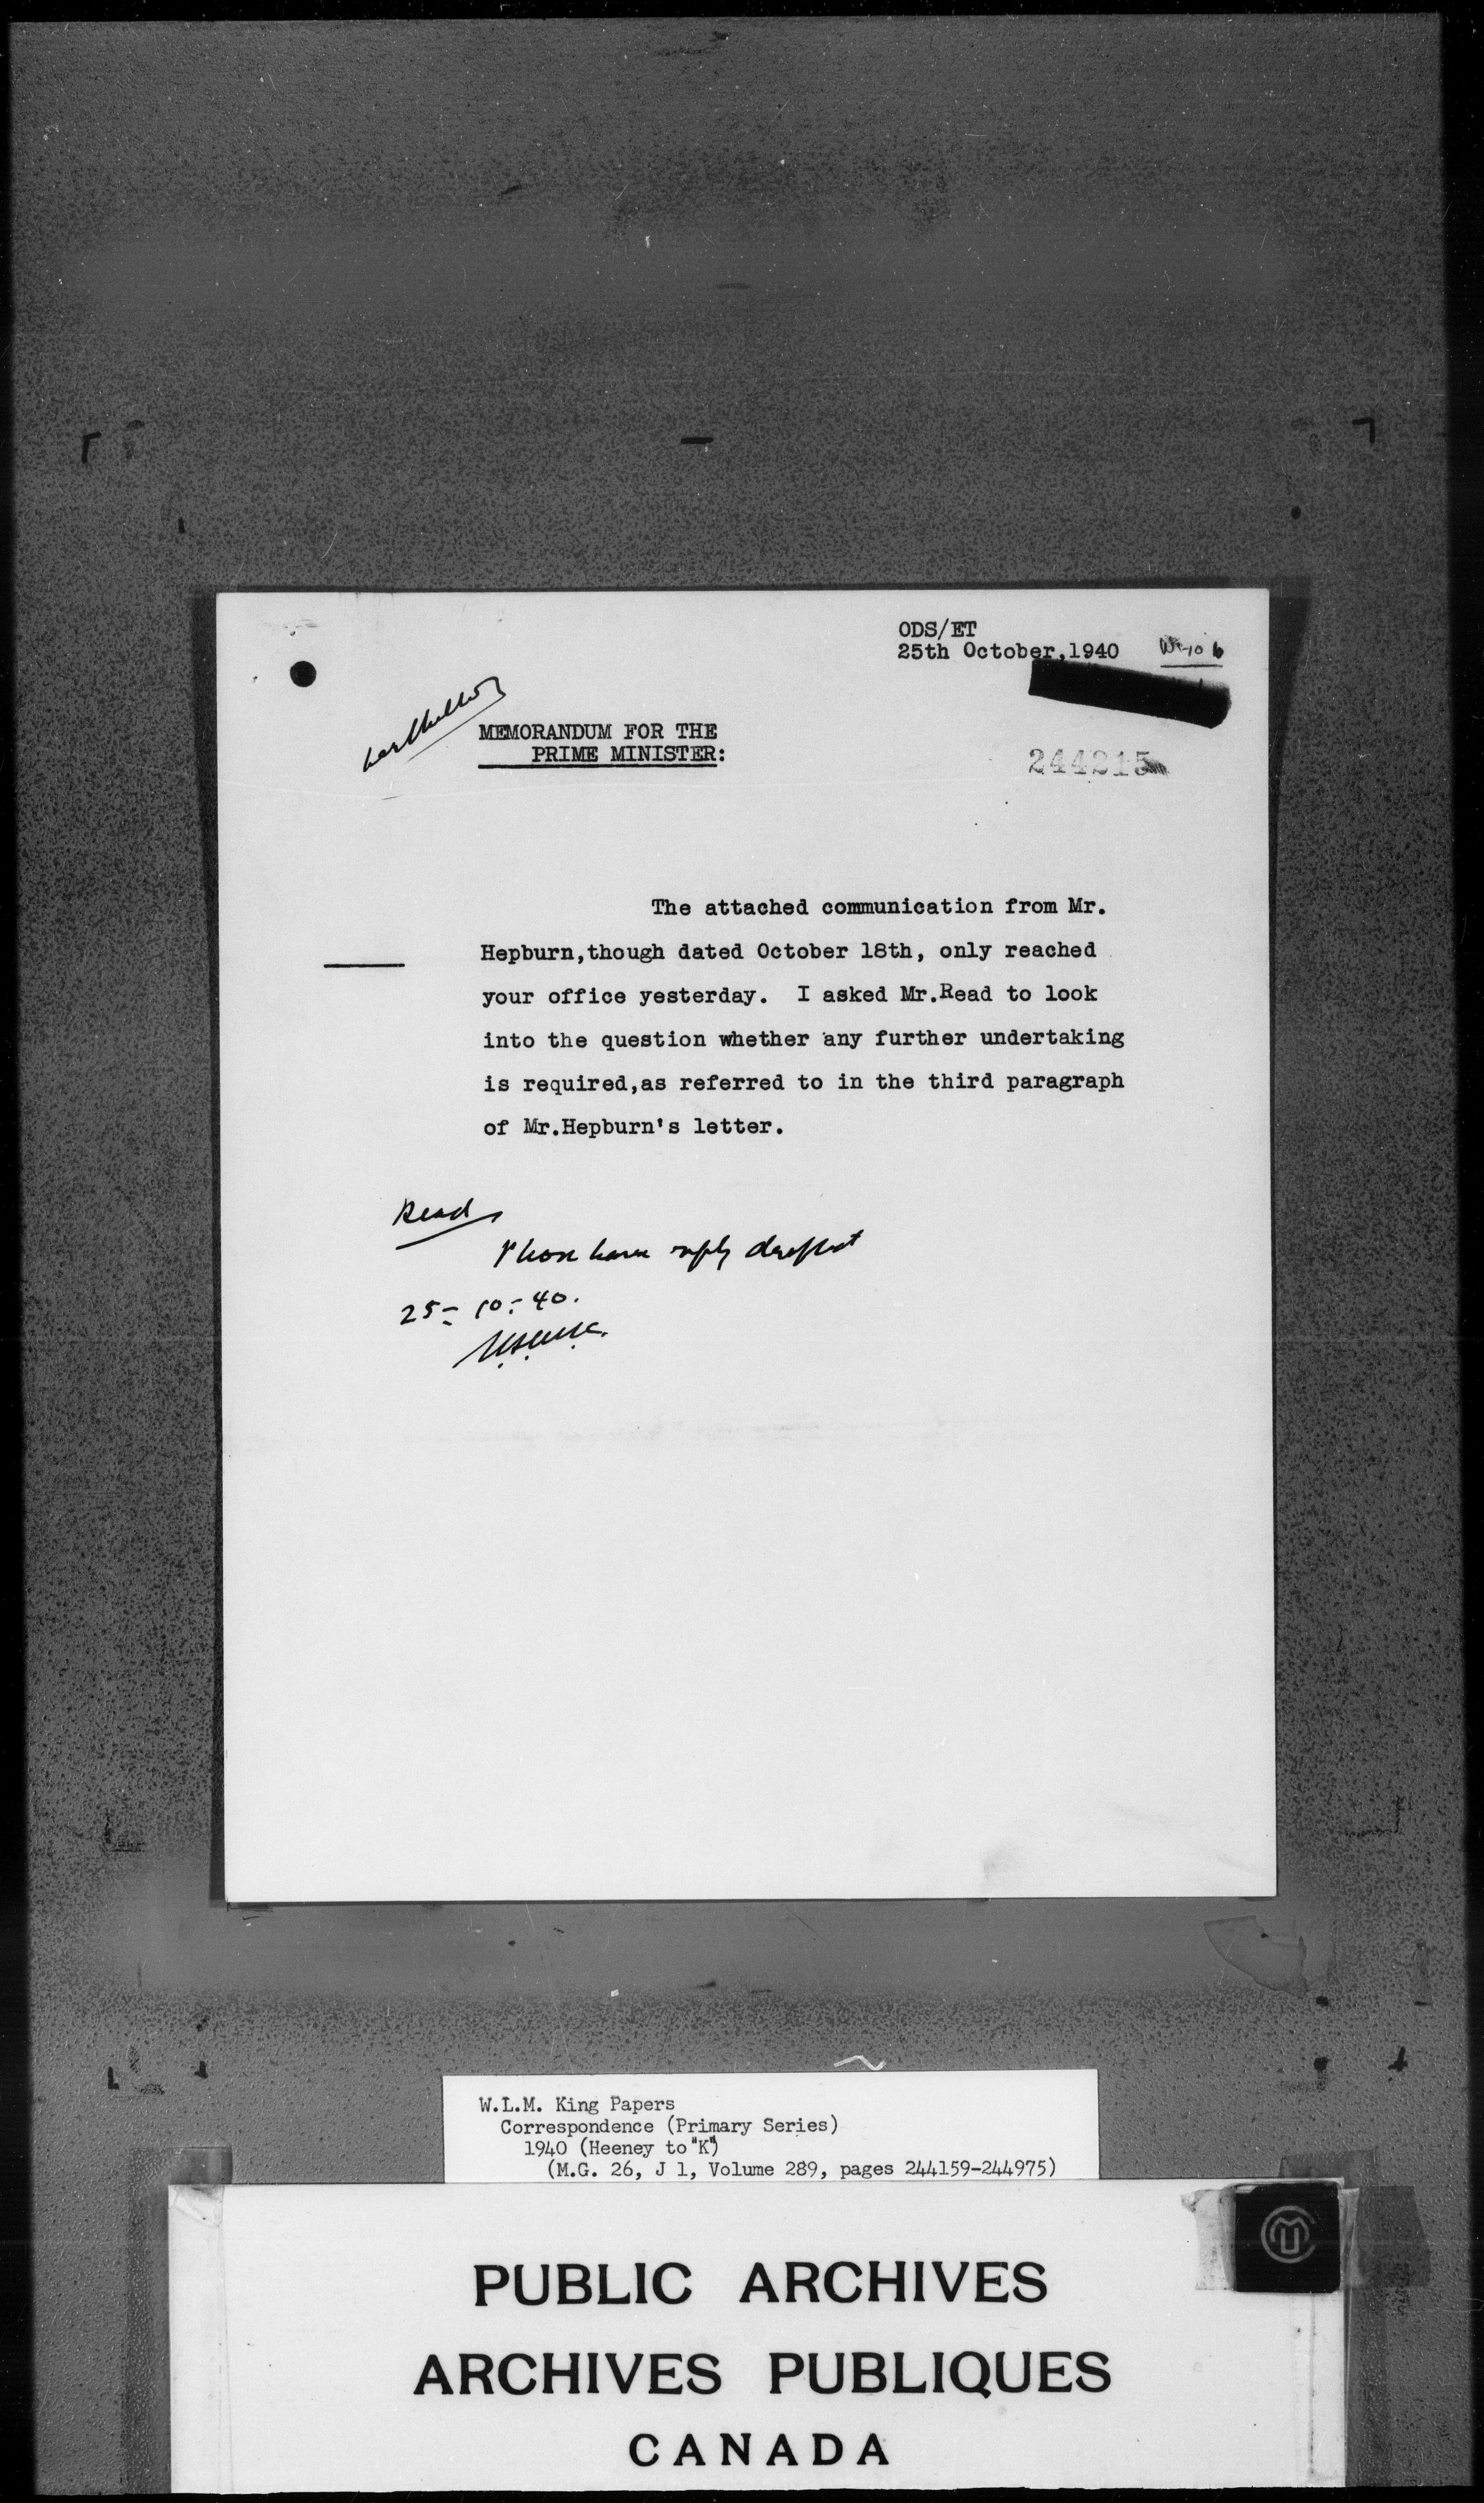 ODS/ET
25th October,1940
MEMORANDUM FOR THE
PRIME MINISTER:
244215
The attached communication from Mr.
Hepburn,though dated October 18th, only reached
your office yesterday. I asked Mr.Read to look
into the question whether any further undertaking
is required,as referred to in the third paragraph
of Mr.Hepburn's letter.
Read
Please have reply drafted
25-10-40.
W.L.M.K.
W.L.M. King Papers
Correspondence (Primary Series)
1940 (Heeney to "K")
(M.G. 26, J 1, Volume 289, pages 244159-244975)
PUBLIC ARCHIVES
ARCHIVES PUBLIQUES
CANADA